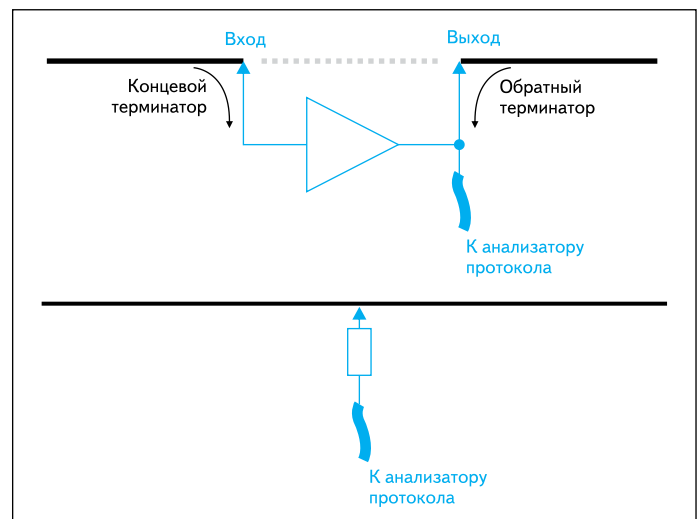 Вход
Выход
Концевой
терминатор
Обратный
терминатор
К анализатору
протокола
К анализатору
протокола